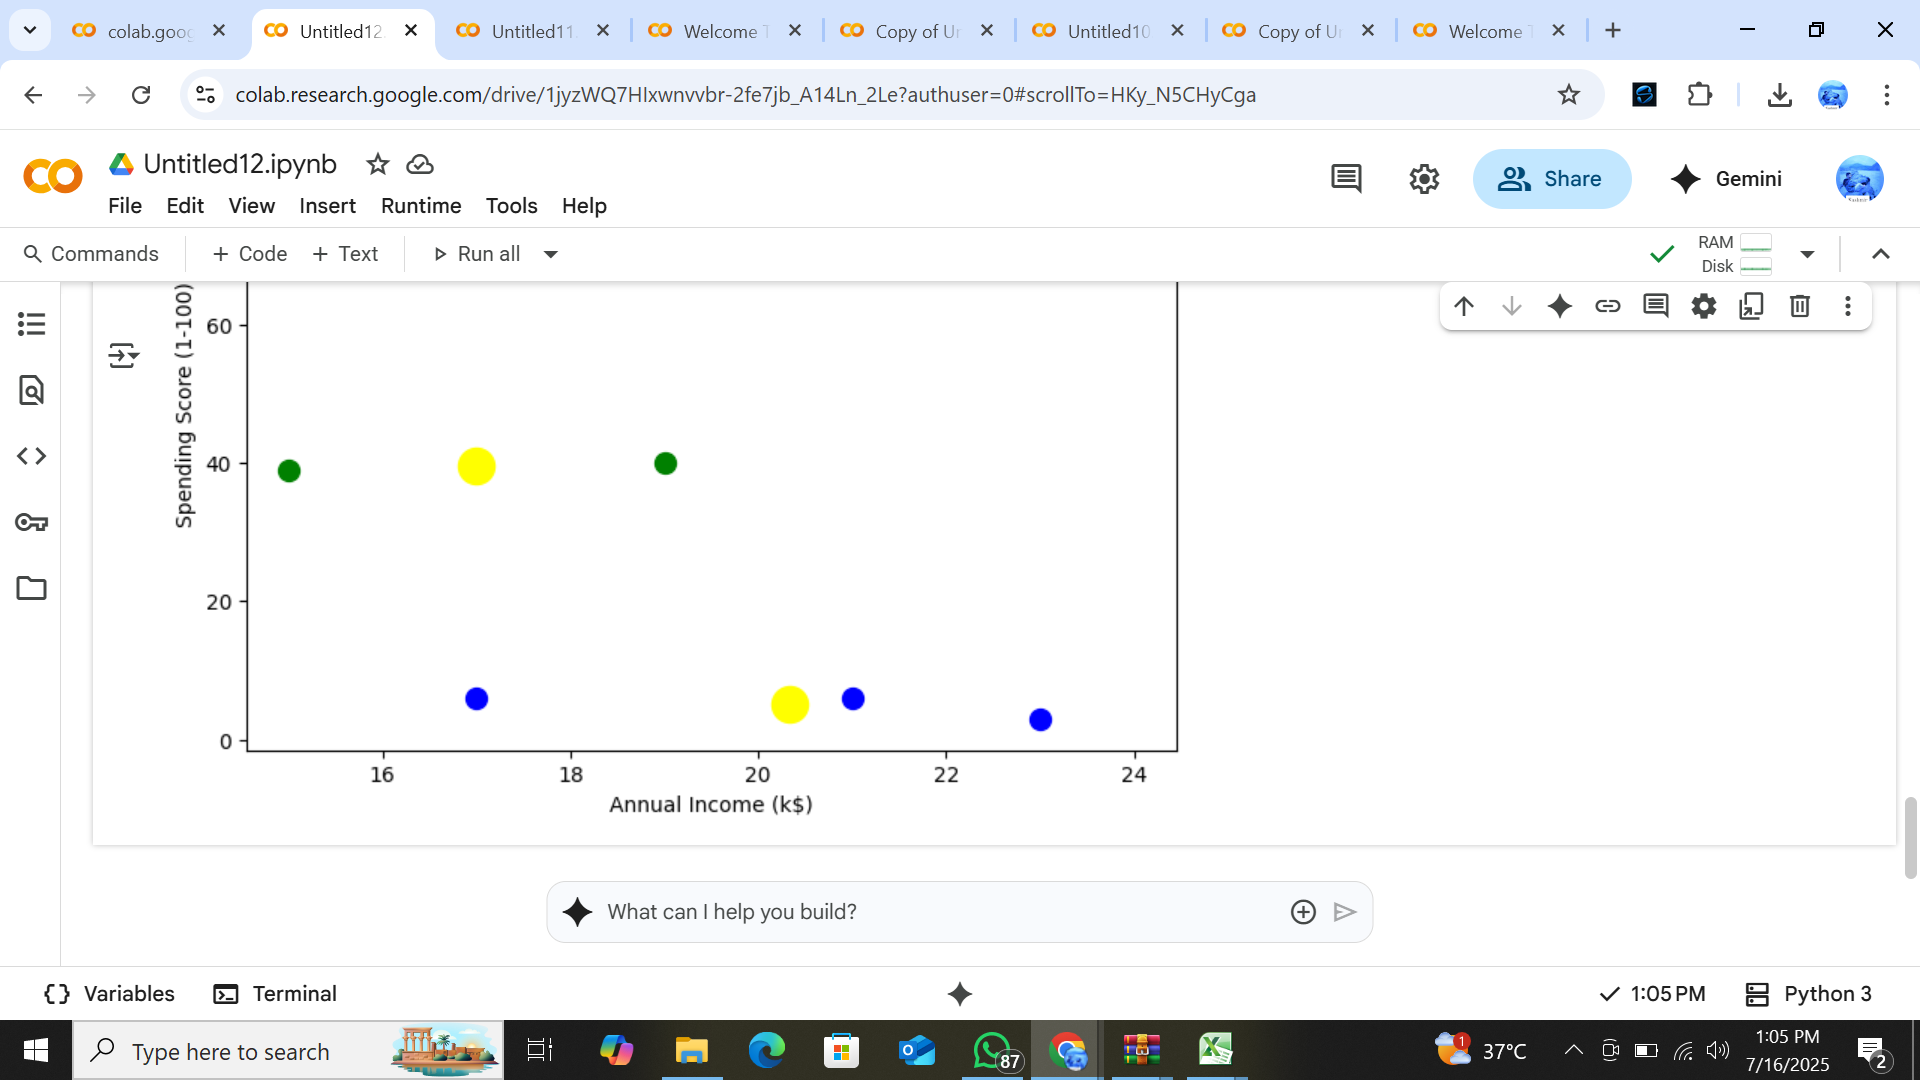 colab.goog
Untitled12.
Untitled11.
Welcome T
Copy of Un
Untitled10
Copy of Un
Welcome T
colab.research.google.com/drive/1jyzWQ7HIxwnvvbr-2fe7jb_A14Ln_2Le?authuser=0#scrollTo=HKy_N5CHyCga
Untitled12.ipynb
Share
Gemini
File Edit View Insert Runtime Tools Help
Commands + Code + Text Run all
RAM
Disk
Spending Score (1-100)
60
40
20
0
16 18 20 22 24
Annual Income (k$)
What can I help you build?
Variables Terminal
1:05 PM Python 3
Type here to search
87
1
37°C
1:05 PM
7/16/2025
2